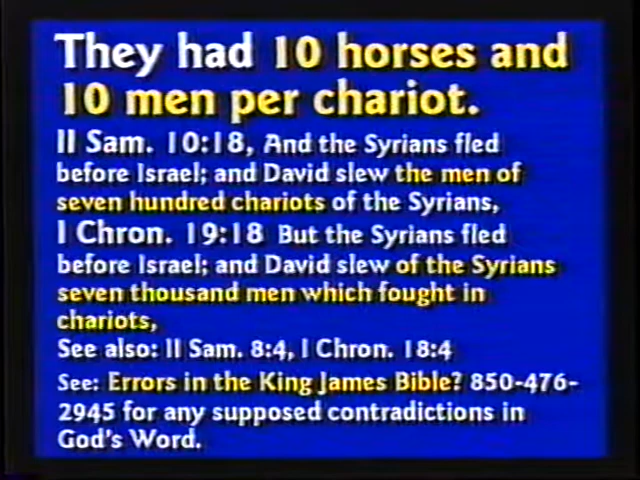 They had 10 horses and
10 men per chariot.
II Sam. 10:18, And the Syrians fled
before Israel; and David slew the men of
seven hundred chariots of the Syrians,
I Chron. 19:18 But the Syrians fled
before Israel; and David slew of the Syrians
seven thousand men which fought in
chariots,
See also: II Sam. 8:4, I Chron. 18:4
See: Errors in the King James Bible? 850-476-
2945 for any supposed contradictions in
God's Word.